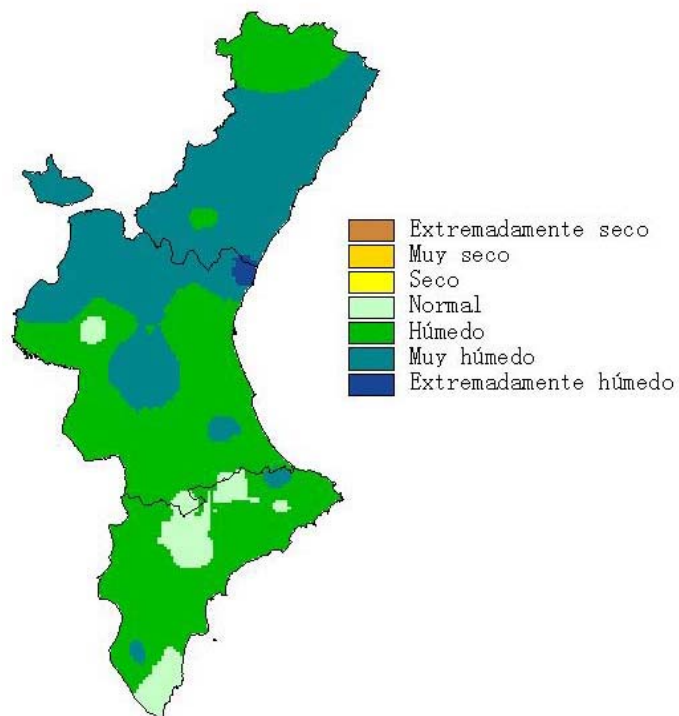 Extremadamente seco
Muy seco
Seco
Normal
Húmedo
Muy húmedo
Extremadamente húmedo